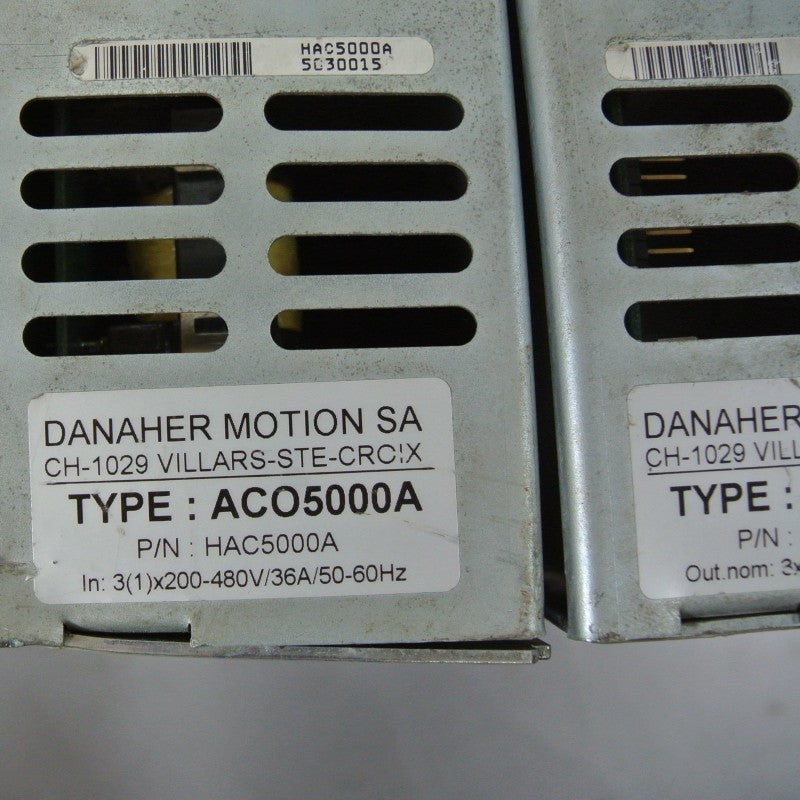 HAC5000A
5030015
DANAHER MOTION SA
CH-1029 VILLARS-STE-CROIX
TYPE : ACO5000A
P/N : HAC5000A
In: 3(1)x200-480V/36A/50-60Hz
DANAHER
CH-1029 VILL
TYPE :
P/N :
Out.nom: 3x